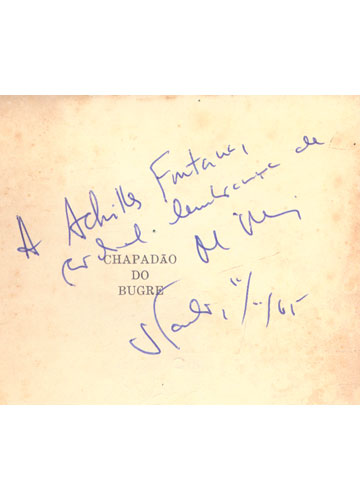 A Achilles Fontana,
cordial lembrança de
CHAPADÃO
DO
BUGRE